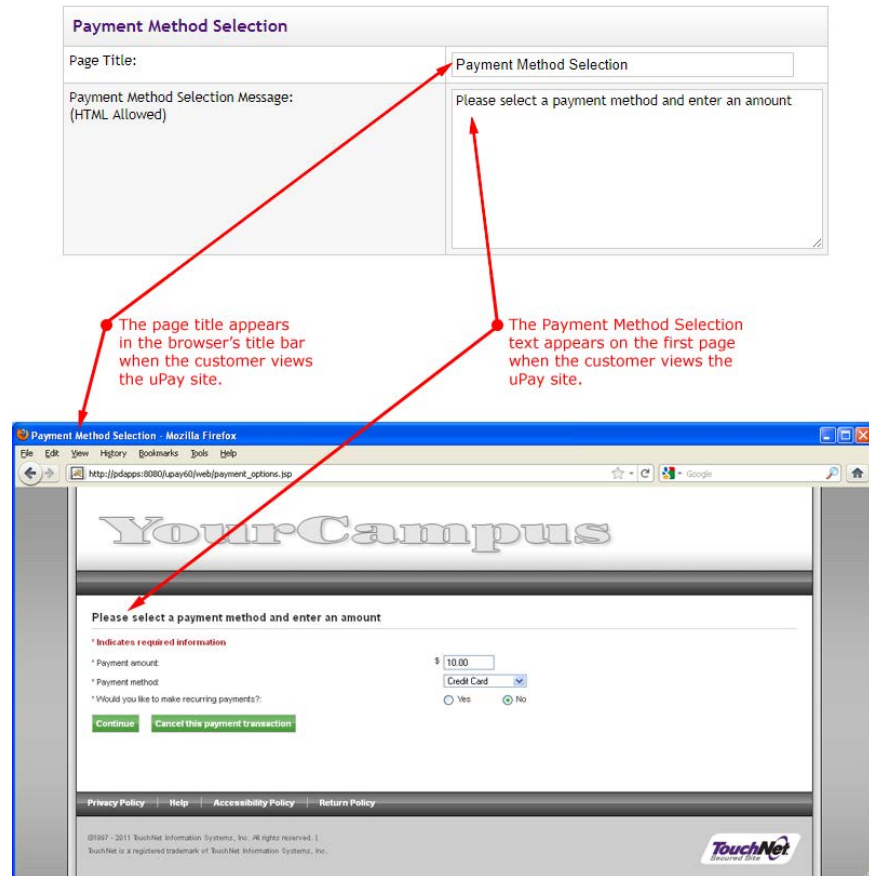 Payment Method Selection
Page Title:
Payment Method Selection
Payment Method Selection Message:
(HTML Allowed)
Please select a payment method and enter an amount
The page title appears
in the browser's title bar
when the customer views
the uPay site.
The Payment Method Selection
text appears on the first page
when the customer views the
uPay site.
Payment Method Selection - Mozilla Firefox
File Edit View History Bookmarks Tools Help
http://pdapps:8080/upay60/web/payment_options.jsp
Google
YourCampus
Please select a payment method and enter an amount
* Indicates required information
* Payment amount:
$ 10.00
* Payment method:
Credit Card
* Would you like to make recurring payments?:
Yes No
Continue Cancel this payment transaction
Privacy Policy | Help | Accessibility Policy | Return Policy
©1997 - 2011 TouchNet Information Systems, Inc. All rights reserved. |
TouchNet is a registered trademark of TouchNet Information Systems, Inc.
TouchNet
Secured Site